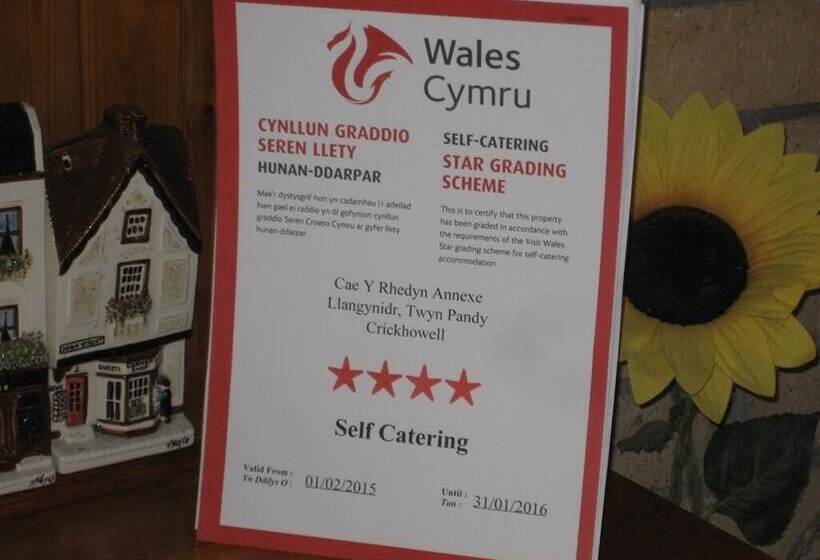 Wales
Cymru
CYNLLUN GRADDIO
SEREN LLETY
HUNAN-DDARPAR
Mae'r dystysgrif hon yn cadarnhau i'r adeilad
hwn gael ei raddio yn ôl gofynion cynllun
graddio Seren Croeso Cymru ar gyfer llety
hunan-ddarpar
SELF-CATERING
STAR GRADING
SCHEME
This is to certify that this property
has been graded in accordance with
the requirements of the Visit Wales
Star grading scheme for self-catering
accommodation
Cae Y Rhedyn Annexe
Llangynidr, Twyn Pandy
Crickhowell
Self Catering
Valid From :
Yn Ddilys O : 01/02/2015
Until :
Tan : 31/01/2016